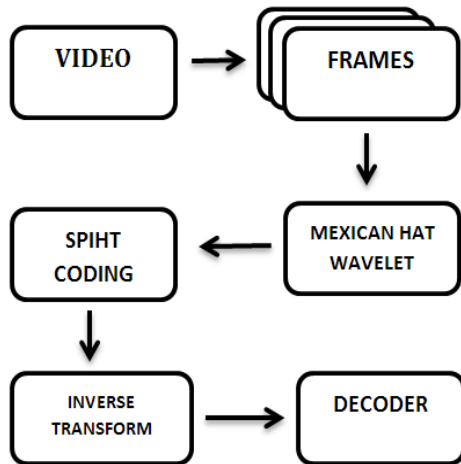 VIDEO
FRAMES
MEXICAN HAT
WAVELET
SPIHT
CODING
INVERSE
TRANSFORM
DECODER